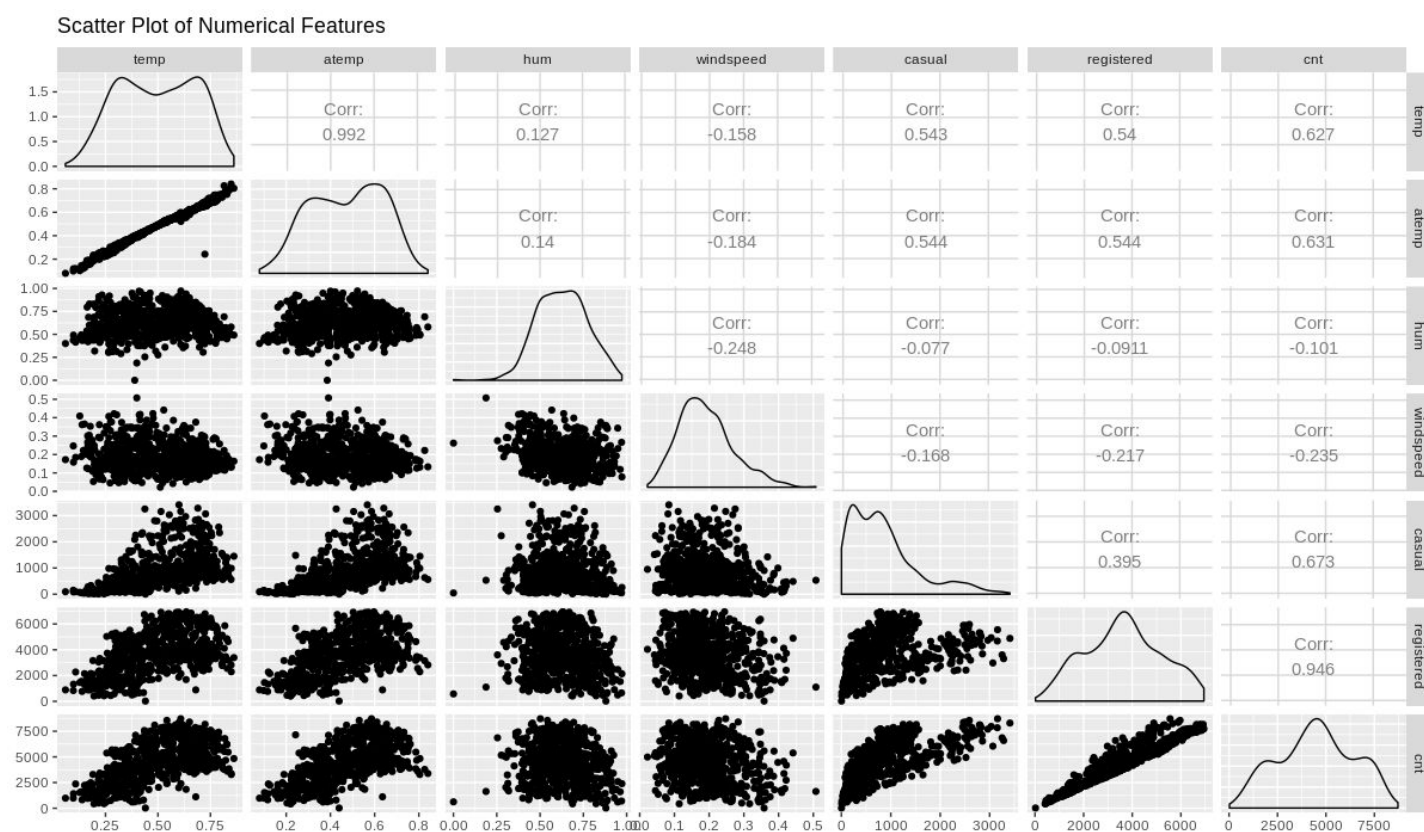 Scatter Plot of Numerical Features
temp atemp hum windspeed casual registered cnt
1.5
1.0
0.5
0.0
Corr: Corr: Corr: Corr: Corr: Corr:
0.992 0.127 -0.158 0.543 0.54 0.627
temp
0.8
0.6
0.4
0.2
Corr: Corr: Corr: Corr: Corr:
0.14 -0.184 0.544 0.544 0.631
atemp
1.00
0.75
0.50
0.25
0.00
Corr: Corr: Corr: Corr:
-0.248 -0.077 -0.0911 -0.101
hum
0.5
0.4
0.3
0.2
0.1
0.0
Corr: Corr: Corr:
-0.168 -0.217 -0.235
windspeed
3000
2000
1000
0
Corr: Corr:
0.395 0.673
casual
6000
4000
2000
0
Corr:
0.946
registered
7500
5000
2500
0
cnt
0.25 0.50 0.75 0.2 0.4 0.6 0.8 0.00 0.25 0.50 0.75 1.00 0.0 0.1 0.2 0.3 0.4 0.5 0 1000 2000 3000 0 2000 4000 6000 0 2500 5000 7500